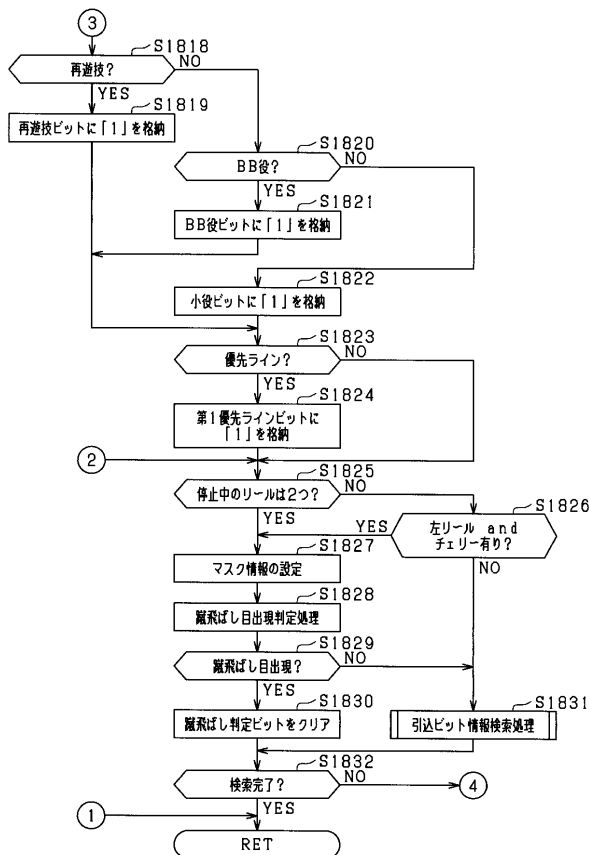 3
S1818
再遊技?
NO
YES
S1819
再遊技ビットに「1」を格納
S1820
BB役?
NO
YES
S1821
BB役ビットに「1」を格納
S1822
小役ビットに「1」を格納
S1823
優先ライン?
NO
YES
S1824
第1優先ラインビットに
「1」を格納
2
S1825
停止中のリールは2つ?
NO
YES
S1826
左リール and
チェリー有り?
YES
NO
S1827
マスク情報の設定
S1828
蹴飛ばし目出現判定処理
S1829
蹴飛ばし目出現?
NO
YES
S1830
蹴飛ばし判定ビットをクリア
S1831
引込ビット情報検索処理
S1832
検索完了?
NO
4
YES
1
RET